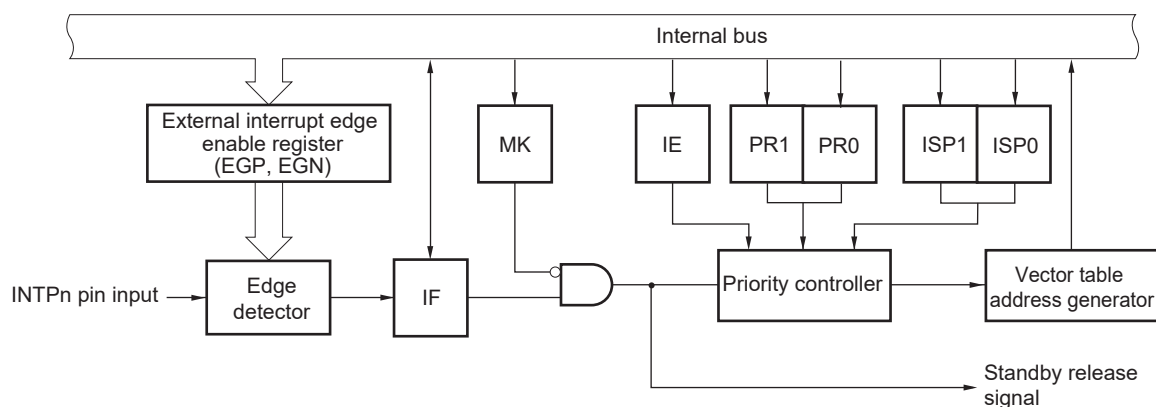 Internal bus
External interrupt edge
enable register
(EGP, EGN)
MK
IE
PR1
PR0
ISP1
ISP0
INTPn pin input
Edge
detector
IF
Priority controller
Vector table
address generator
Standby release
signal